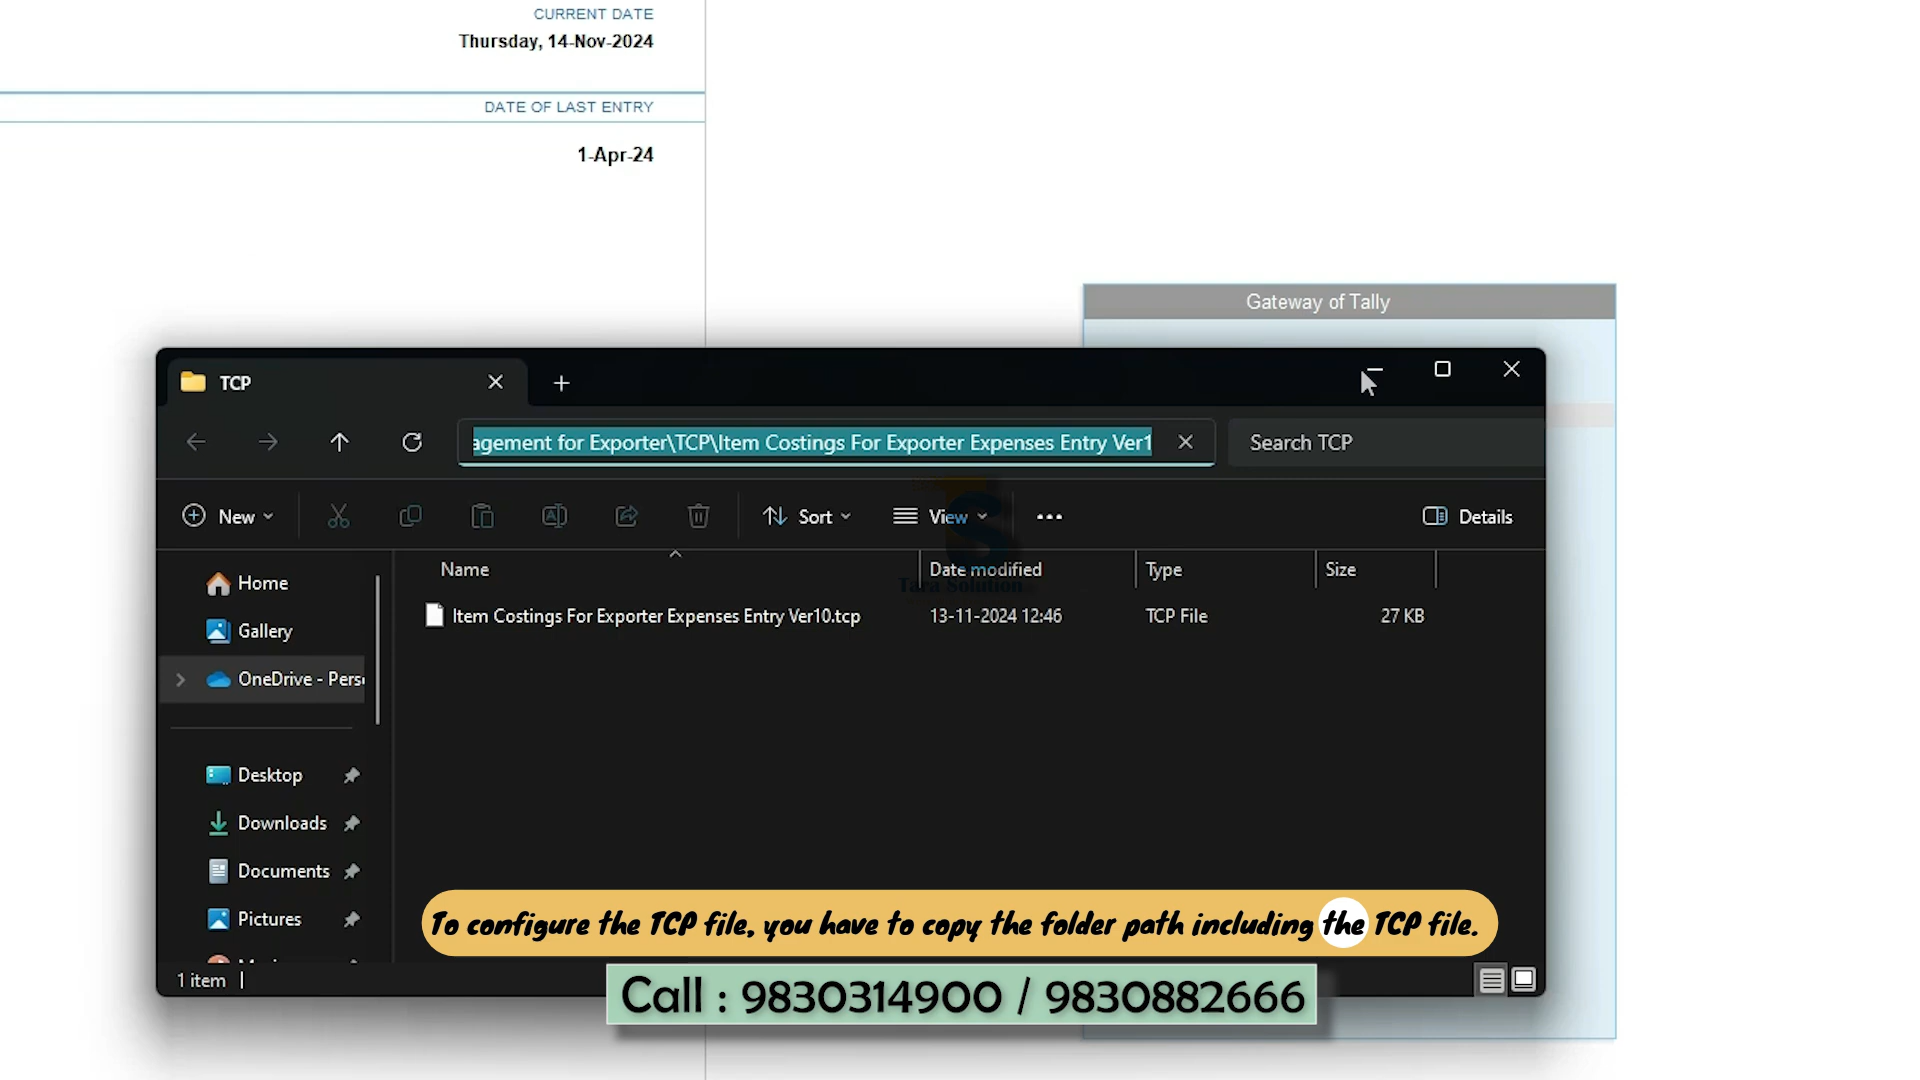 CURRENT DATE
Thursday, 14-Nov-2024
DATE OF LAST ENTRY
1-Apr-24
Gateway of Tally
TCP
agement for Exporter\TCP\Item Costings For Exporter Expenses Entry Ver1
Search TCP
New
Sort
View
Details
Name
Date modified
Type
Size
Tara Solution
Item Costings For Exporter Expenses Entry Ver10.tcp
13-11-2024 12:46
TCP File
27 KB
Home
Gallery
OneDrive - Pers
Desktop
Downloads
Documents
Pictures
To configure the TCP file, you have to copy the folder path including the TCP file.
1 item
Call : 9830314900 / 9830882666